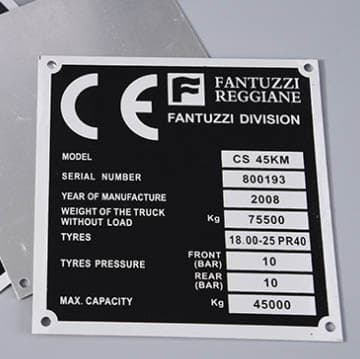 CE F FANTUZZI
REGGIANE
FANTUZZI DIVISION
MODEL CS 45KM
SERIAL NUMBER 800193
YEAR OF MANUFACTURE 2008
WEIGHT OF THE TRUCK
WITHOUT LOAD Kg 75500
TYRES 18.00-25 PR40
TYRES PRESSURE FRONT
(BAR) 10
REAR
(BAR) 10
MAX. CAPACITY Kg 45000